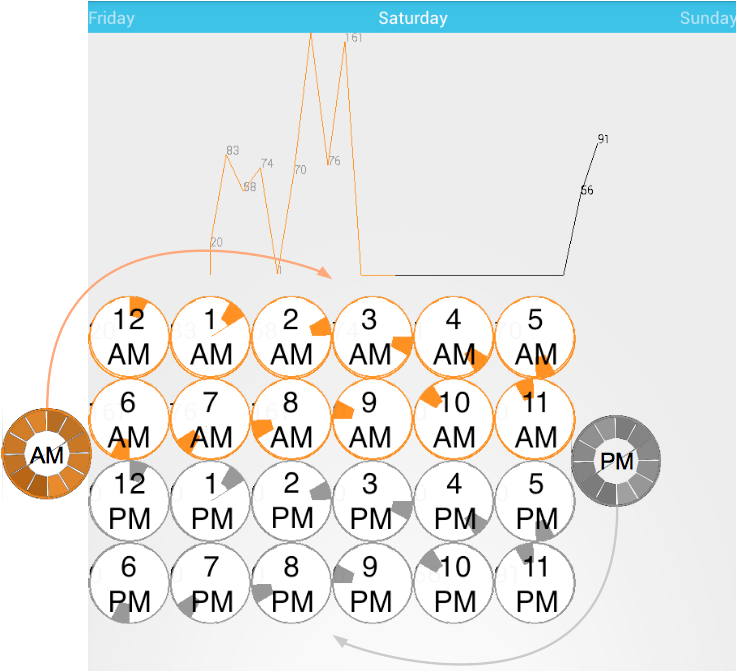 Friday Saturday Sunday
161
83
91
74
76
70
58
56
20
1
12 1 2 3 4 5
AM AM AM AM AM AM
6 7 8 9 10 11
AM AM AM AM AM AM
AM
PM
12 1 2 3 4 5
PM PM PM PM PM PM
6 7 8 9 10 11
PM PM PM PM PM PM